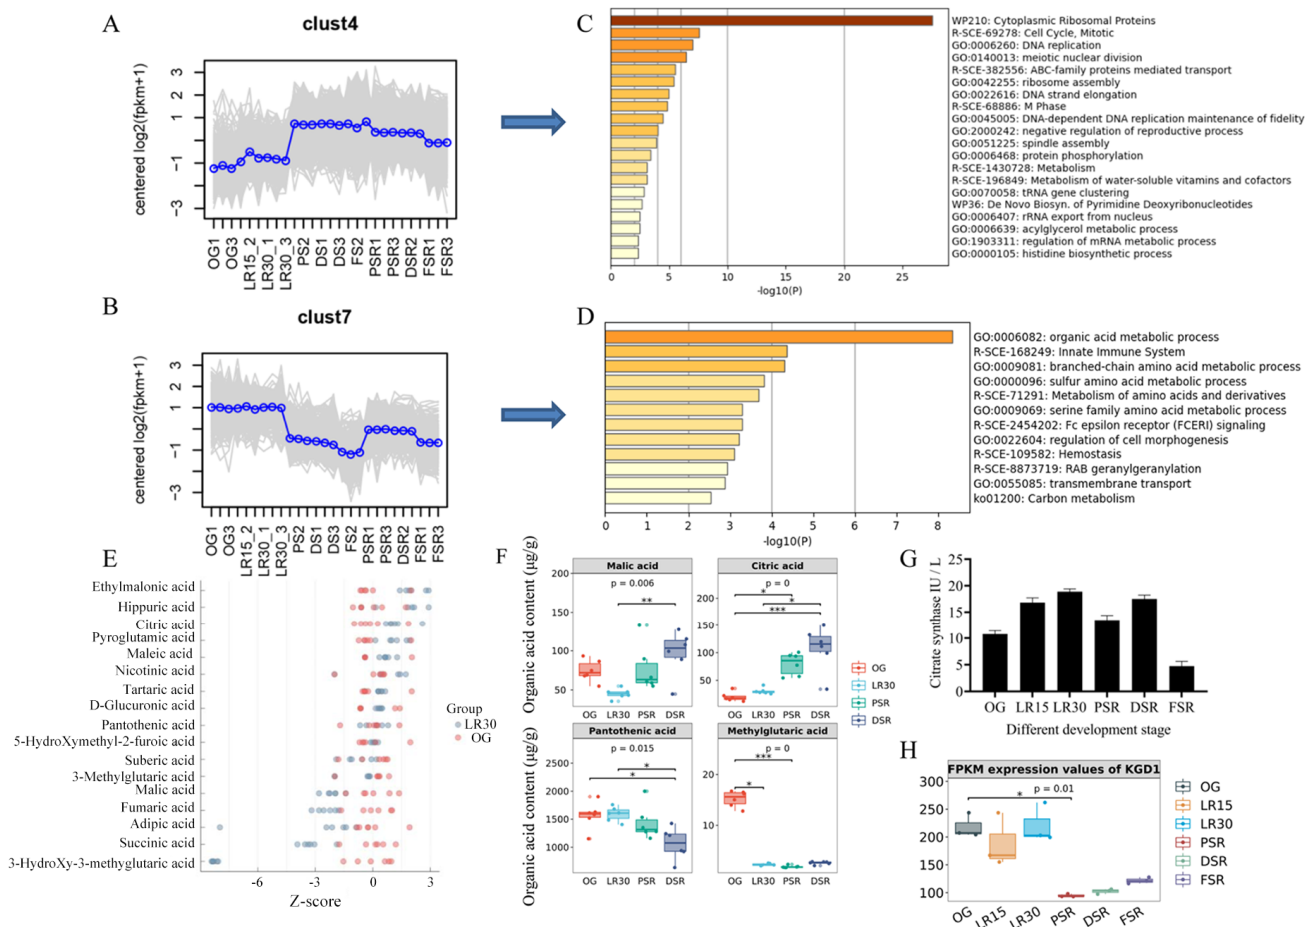 A
clust4
centered log2(fpkm+1)
3
2
1
-1
-3
OG1
OG3
LR15_2
LR30_1
LR30_3
PS2
DS1
DS3
FS2
PSR1
PSR3
DSR2
FSR1
FSR3
C
WP210: Cytoplasmic Ribosomal Proteins
R-SCE-69278: Cell Cycle, Mitotic
GO:0006260: DNA replication
GO:0140013: meiotic nuclear division
R-SCE-382556: ABC-family proteins mediated transport
GO:0042255: ribosome assembly
GO:0022616: DNA strand elongation
R-SCE-68886: M Phase
GO:0045005: DNA-dependent DNA replication maintenance of fidelity
GO:2000242: negative regulation of reproductive process
GO:0051225: spindle assembly
GO:0006468: protein phosphorylation
R-SCE-1430728: Metabolism
R-SCE-196849: Metabolism of water-soluble vitamins and cofactors
GO:0070058: tRNA gene clustering
WP36: De Novo Biosyn. of Pyrimidine Deoxyribonucleotides
GO:0006407: rRNA export from nucleus
GO:0006639: acylglycerol metabolic process
GO:1903311: regulation of mRNA metabolic process
GO:0000105: histidine biosynthetic process
0 5 10 15 20 25
-log10(P)
B
clust7
centered log2(fpkm+1)
3
1
-1
-3
OG1
OG3
LR15_2
LR30_1
LR30_3
PS2
DS1
DS3
FS2
PSR1
PSR3
DSR2
FSR1
FSR3
D
GO:0006082: organic acid metabolic process
R-SCE-168249: Innate Immune System
GO:0009081: branched-chain amino acid metabolic process
GO:0000096: sulfur amino acid metabolic process
R-SCE-71291: Metabolism of amino acids and derivatives
GO:0009069: serine family amino acid metabolic process
R-SCE-2454202: Fc epsilon receptor (FCERI) signaling
GO:0022604: regulation of cell morphogenesis
R-SCE-109582: Hemostasis
R-SCE-8873719: RAB geranylgeranylation
GO:0055085: transmembrane transport
ko01200: Carbon metabolism
0 1 2 3 4 5 6 7 8
-log10(P)
E
Ethylmalonic acid
Hippuric acid
Citric acid
Pyroglutamic acid
Maleic acid
Nicotinic acid
Tartaric acid
D-Glucuronic acid
Pantothenic acid
5-HydroXymethyl-2-furoic acid
Suberic acid
3-Methylglutaric acid
Malic acid
Fumaric acid
Adipic acid
Succinic acid
3-HydroXy-3-methyglutaric acid
-6 -3 0 3
Z-score
Group
LR30
OG
F
Organic acid content (μg/g)
Malic acid
p = 0.006
**
200
150
100
50
OG LR30 PSR DSR
Citric acid
p = 0
*
*
***
200
150
100
50
OG LR30 PSR DSR
OG
LR30
PSR
DSR
Organic acid content (μg/g)
Pantothenic acid
p = 0.015
*
*
2500
2000
1500
1000
OG LR30 PSR DSR
Methylglutaric acid
p = 0
***
*
20
10
OG LR30 PSR DSR
G
Citrate synthase IU / L
25
20
15
10
5
0
OG LR15 LR30 PSR DSR FSR
Different development stage
H
FPKM expression values of KGD1
p = 0.01
*
300
250
200
150
100
OG
LR15
LR30
PSR
DSR
FSR
OG
LR15
LR30
PSR
DSR
FSR